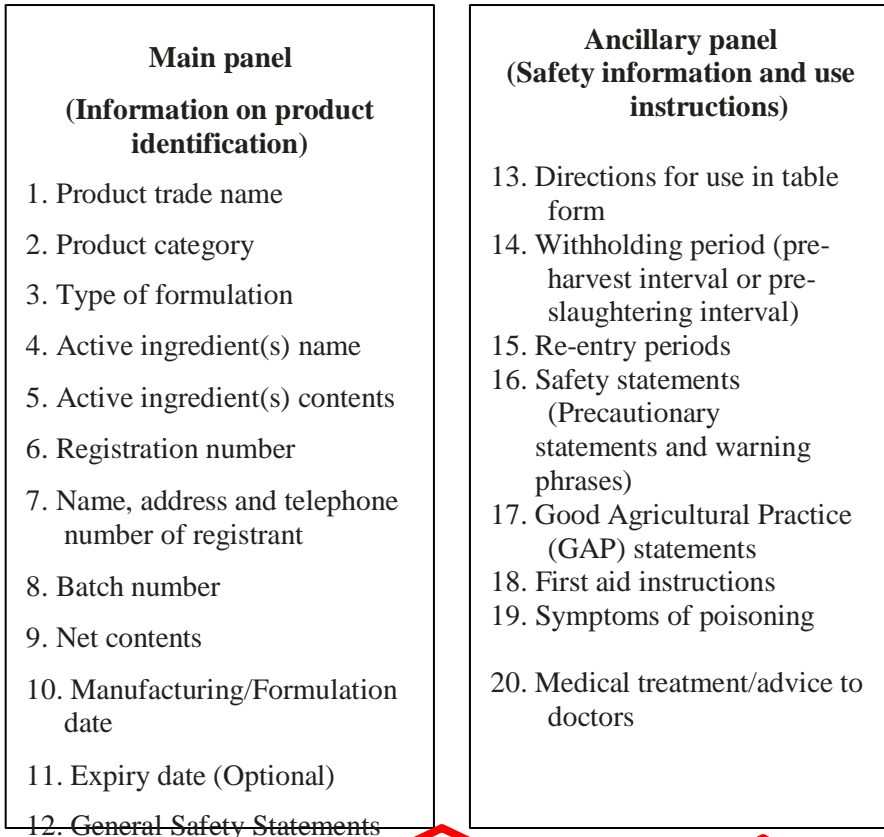 Main panel
(Information on product
identification)
1. Product trade name
2. Product category
3. Type of formulation
4. Active ingredient(s) name
5. Active ingredient(s) contents
6. Registration number
7. Name, address and telephone
number of registrant
8. Batch number
9. Net contents
10. Manufacturing/Formulation
date
11. Expiry date (Optional)
12. General Safety Statements
Ancillary panel
(Safety information and use
instructions)
13. Directions for use in table
form
14. Withholding period (pre-
harvest interval or pre-
slaughtering interval)
15. Re-entry periods
16. Safety statements
(Precautionary
statements and warning
phrases)
17. Good Agricultural Practice
(GAP) statements
18. First aid instructions
19. Symptoms of poisoning
20. Medical treatment/advice to
doctors